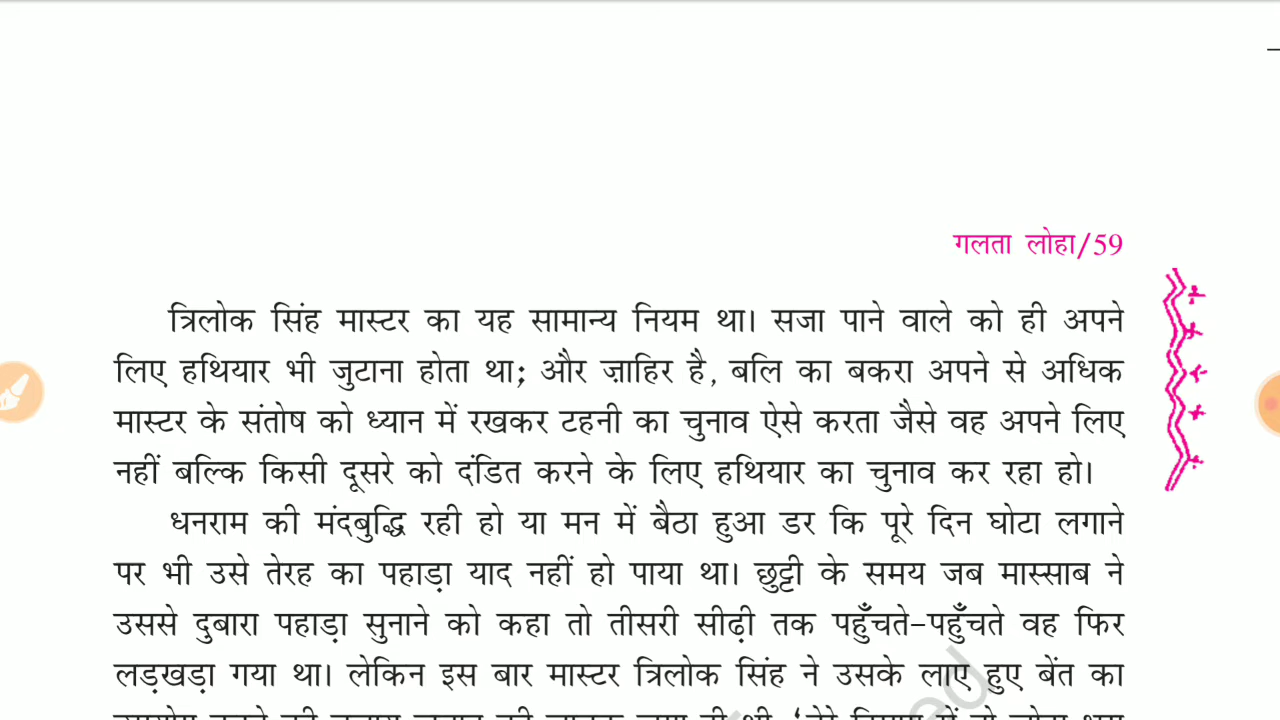 गलता लोहा/59
त्रिलोक सिंह मास्टर का यह सामान्य नियम था। सजा पाने वाले को ही अपने
लिए हथियार भी जुटाना होता था; और ज़ाहिर है, बलि का बकरा अपने से अधिक
मास्टर के संतोष को ध्यान में रखकर टहनी का चुनाव ऐसे करता जैसे वह अपने लिए
नहीं बल्कि किसी दूसरे को दंडित करने के लिए हथियार का चुनाव कर रहा हो।
धनराम की मंदबुद्धि रही हो या मन में बैठा हुआ डर कि पूरे दिन घोटा लगाने
पर भी उसे तेरह का पहाड़ा याद नहीं हो पाया था। छुट्टी के समय जब मास्साब ने
उससे दुबारा पहाड़ा सुनाने को कहा तो तीसरी सीढ़ी तक पहुँचते-पहुँचते वह फिर
लड़खड़ा गया था। लेकिन इस बार मास्टर त्रिलोक सिंह ने उसके लाए हुए बेंत का